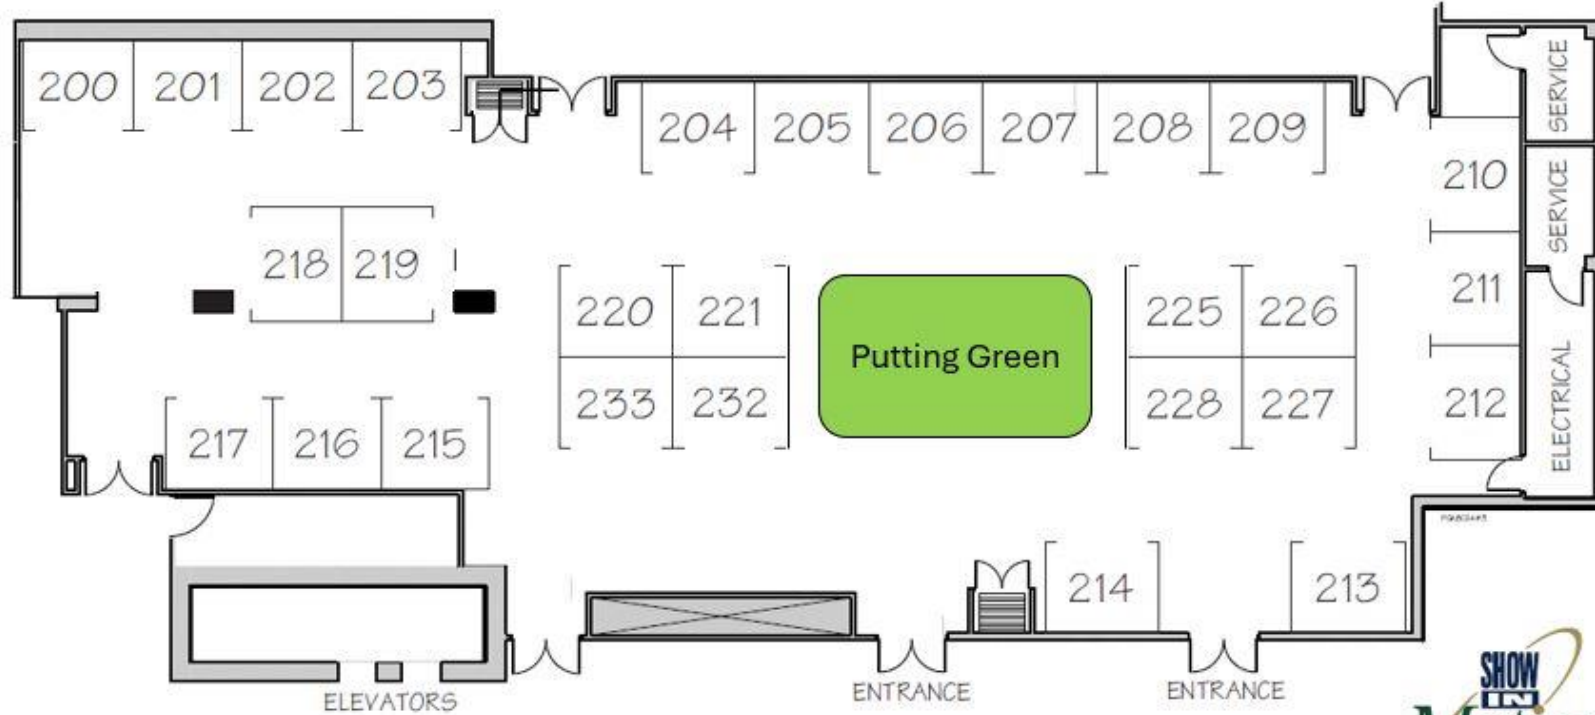 200 201 202 203
204 205 206 207 208 209
210
211
212
218 219
220 221
233 232
Putting Green
225 226
228 227
217 216 215
214
213
SERVICE
SERVICE
ELECTRICAL
ELEVATORS
ENTRANCE
ENTRANCE
SHOW
IN